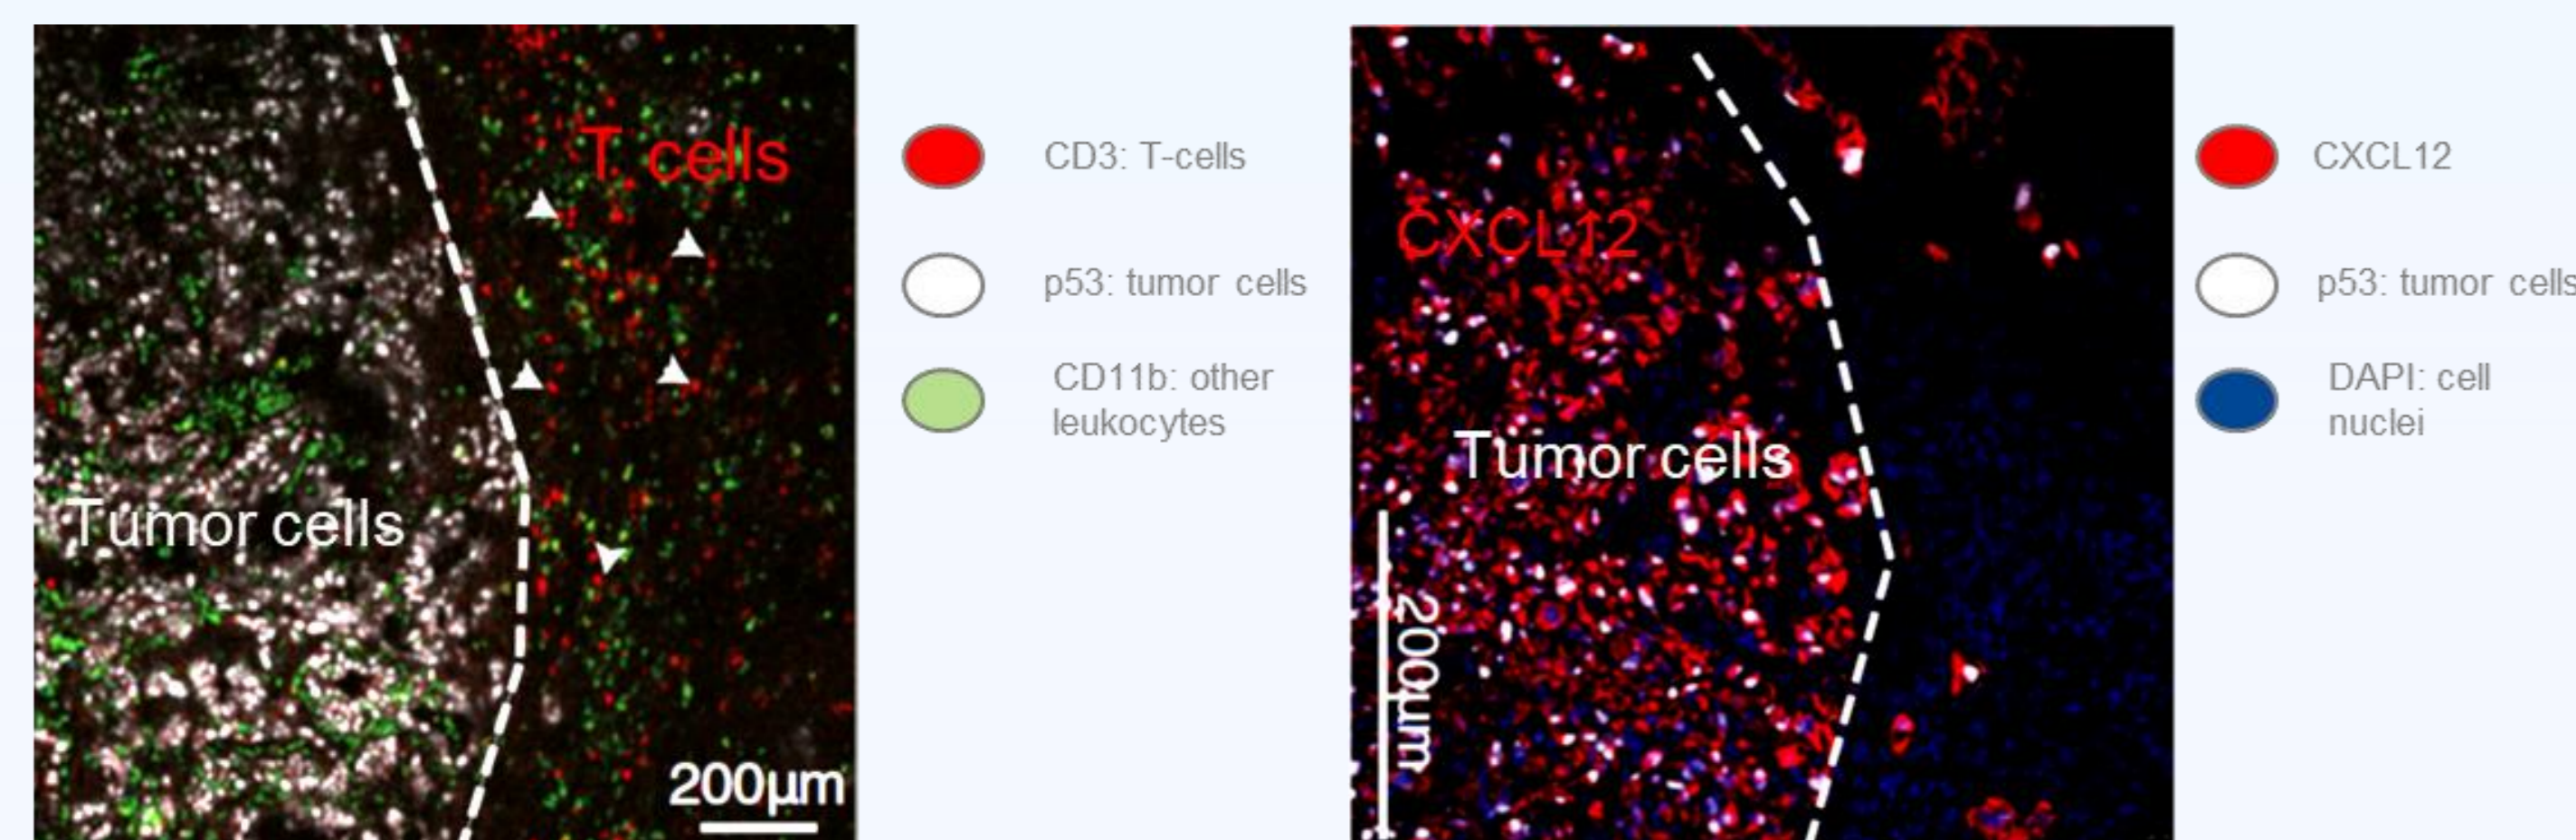 T cells
Tumor cells
200µm
CD3: T-cells
p53: tumor cells
CD11b: other
leukocytes
CXCL12
Tumor cells
200µm
CXCL12
p53: tumor cells
DAPI: cell
nuclei